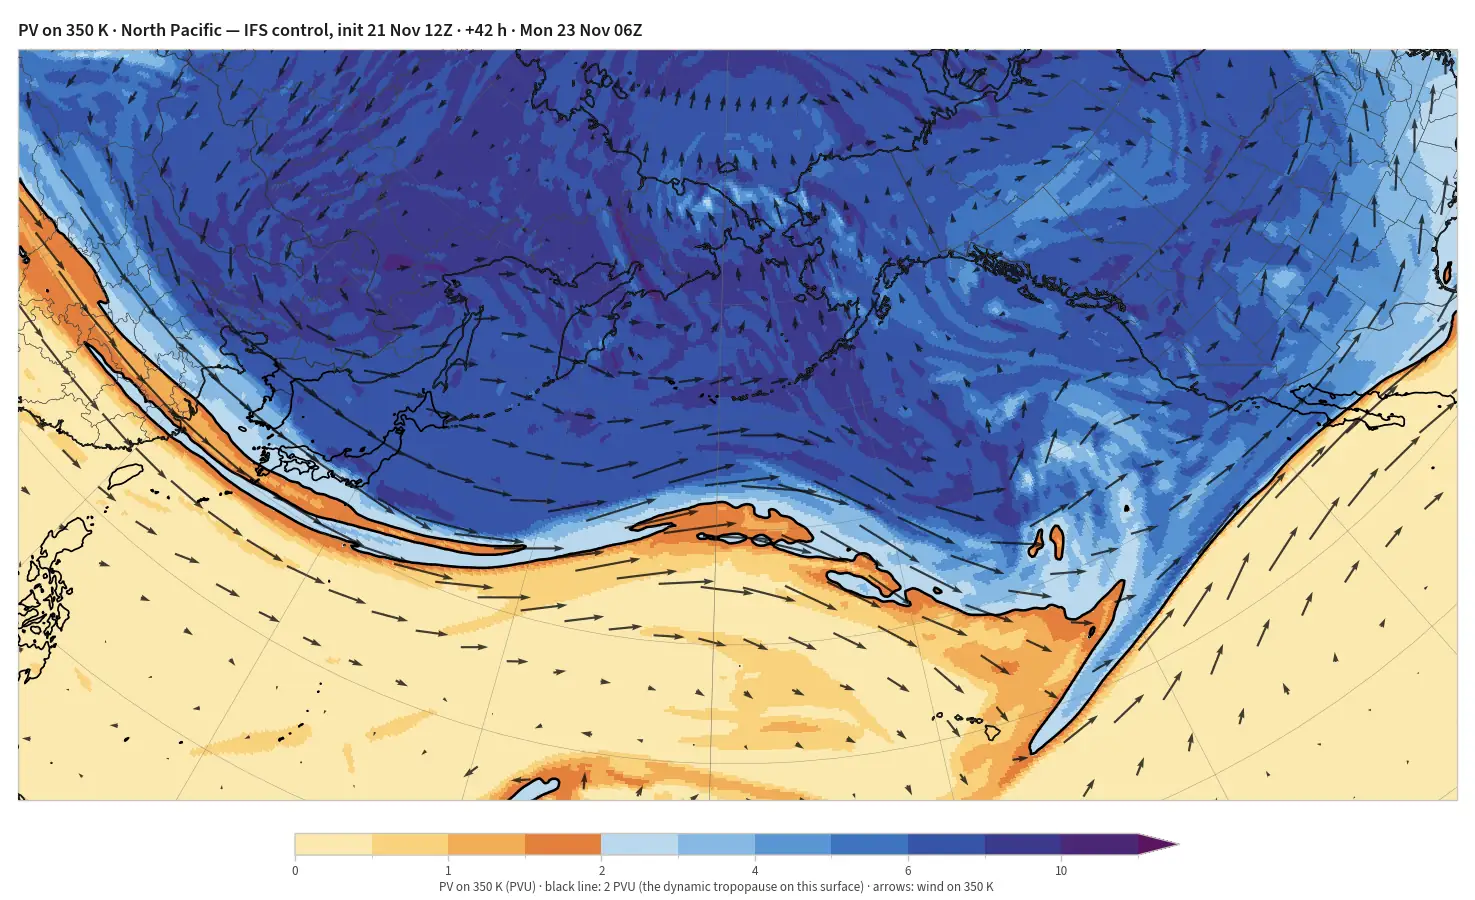 PV on 350 K · North Pacific — IFS control, init 21 Nov 12Z · +42 h · Mon 23 Nov 06Z
0 1 2 4 6 10
PV on 350 K (PVU) · black line: 2 PVU (the dynamic tropopause on this surface) · arrows: wind on 350 K